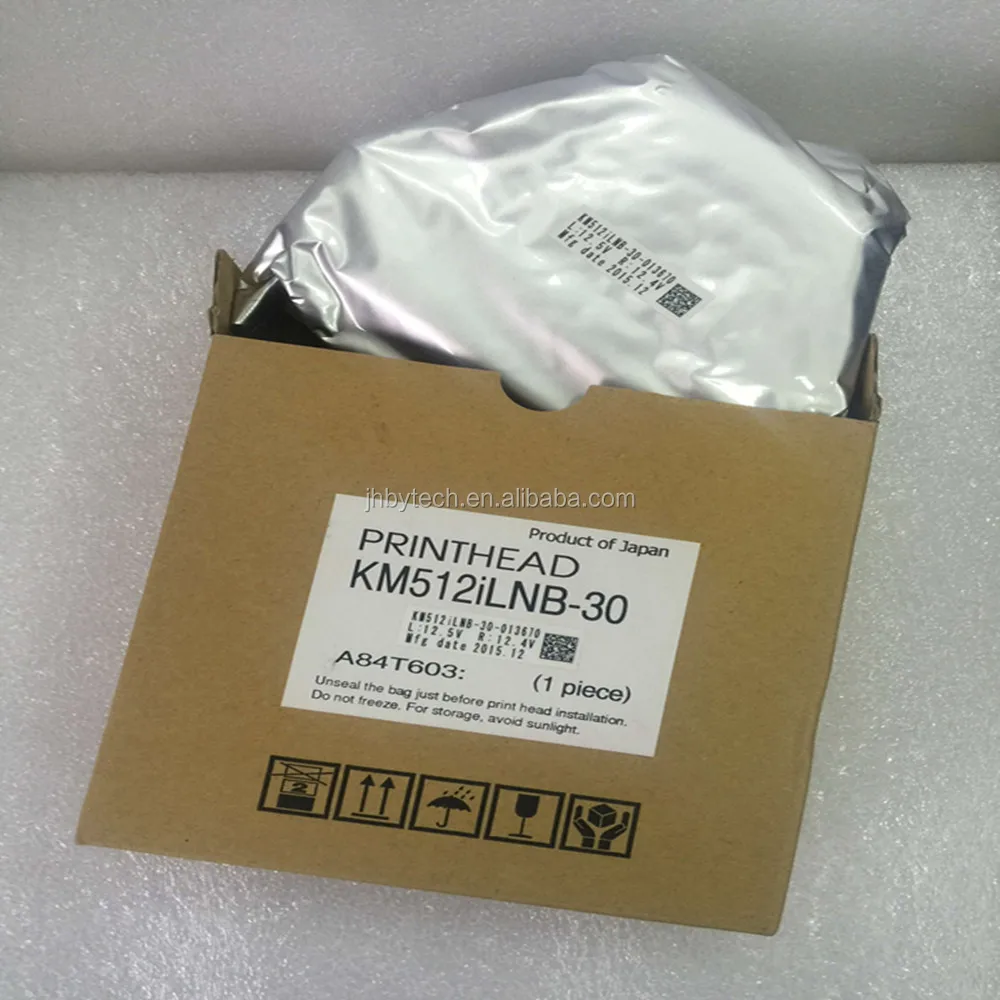 KM512iLNB-30-013670
L:12.5V R:12.4V
Mfg date 2015.12
jhbytech.en.alibaba.com
Product of Japan
PRINTHEAD
KM512iLNB-30
KM512iLNB-30-013670
L:12.5V R:12.4V
Mfg date 2015.12
A84T603:
(1 piece)
Unseal the bag just before print head installation.
Do not freeze. For storage, avoid sunlight.
2